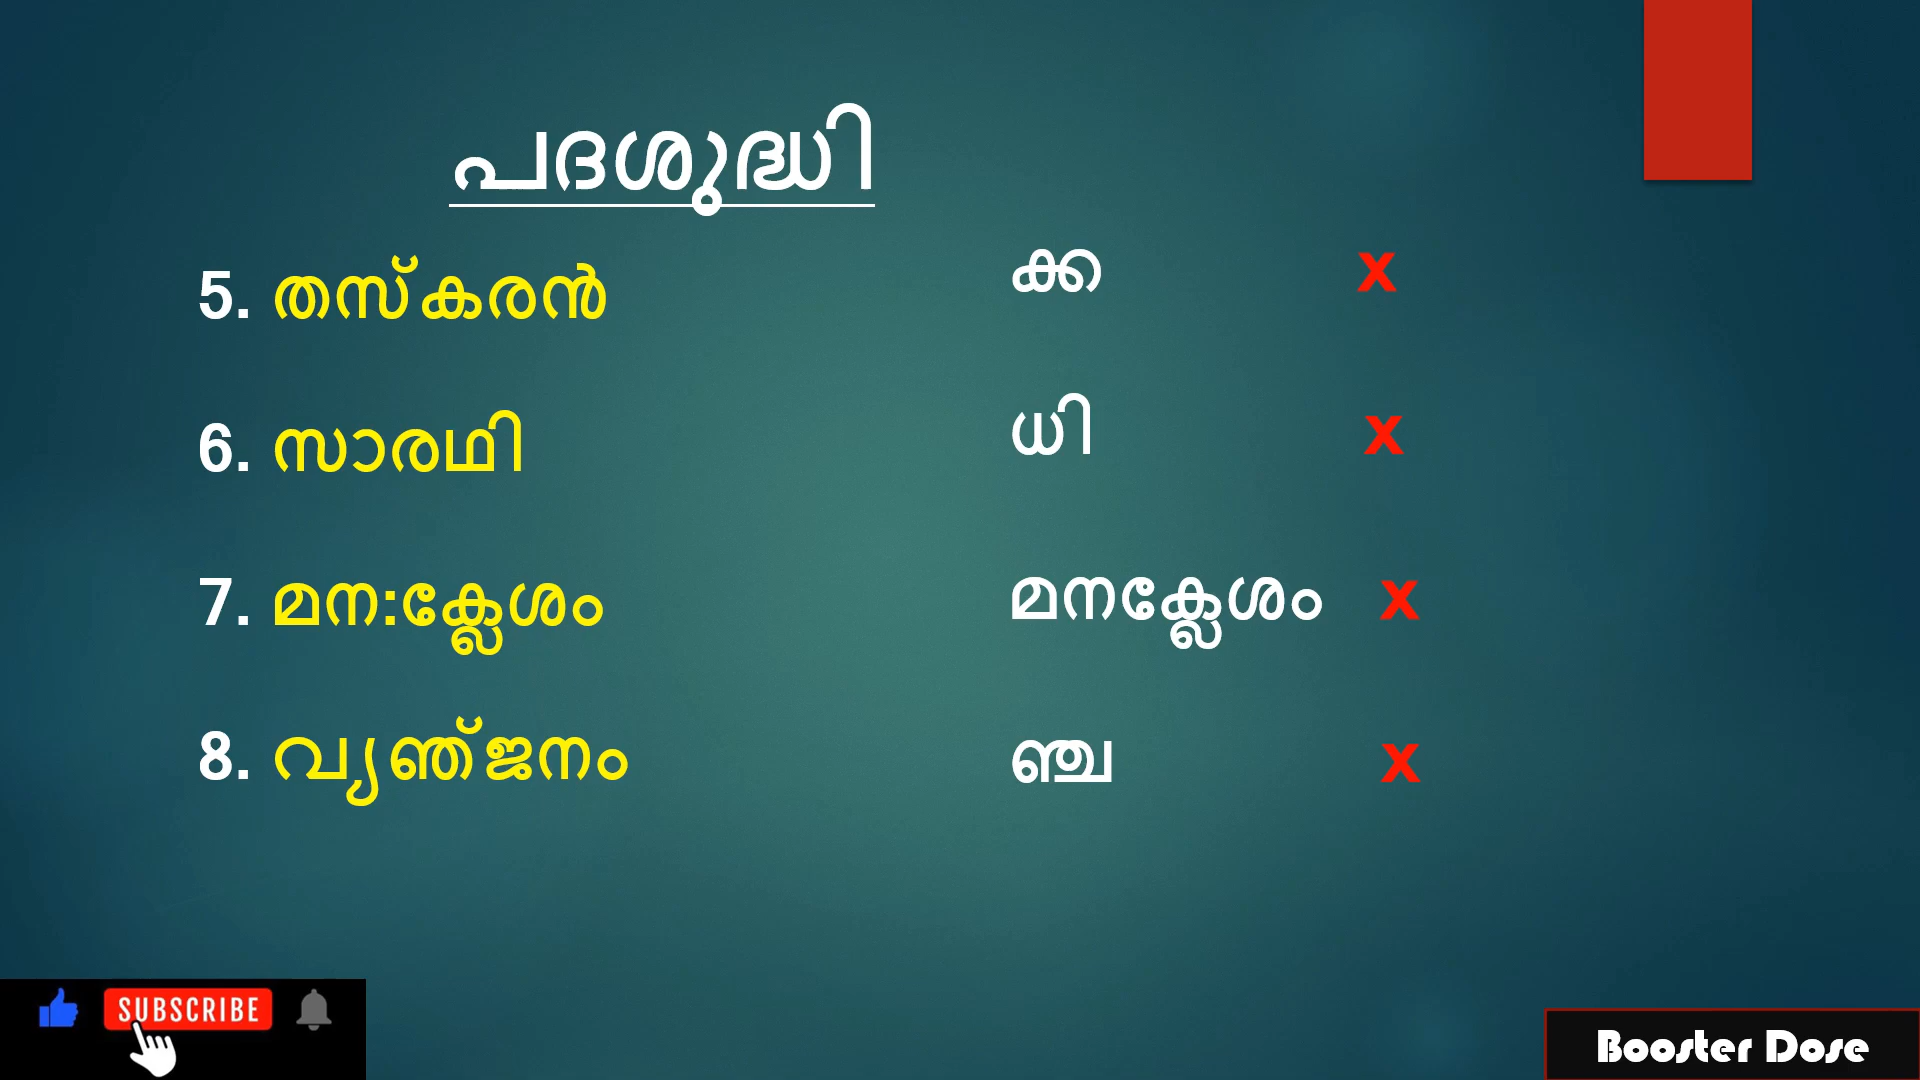 പദശുദ്ധി
5. തസ്കരൻ ക്ക x
6. സാരഥി ധി x
7. മന:ക്ലേശം മനക്ലേശം x
8. വ്യഞ്ജനം ഞ്ച x
SUBSCRIBE
Booster Dose